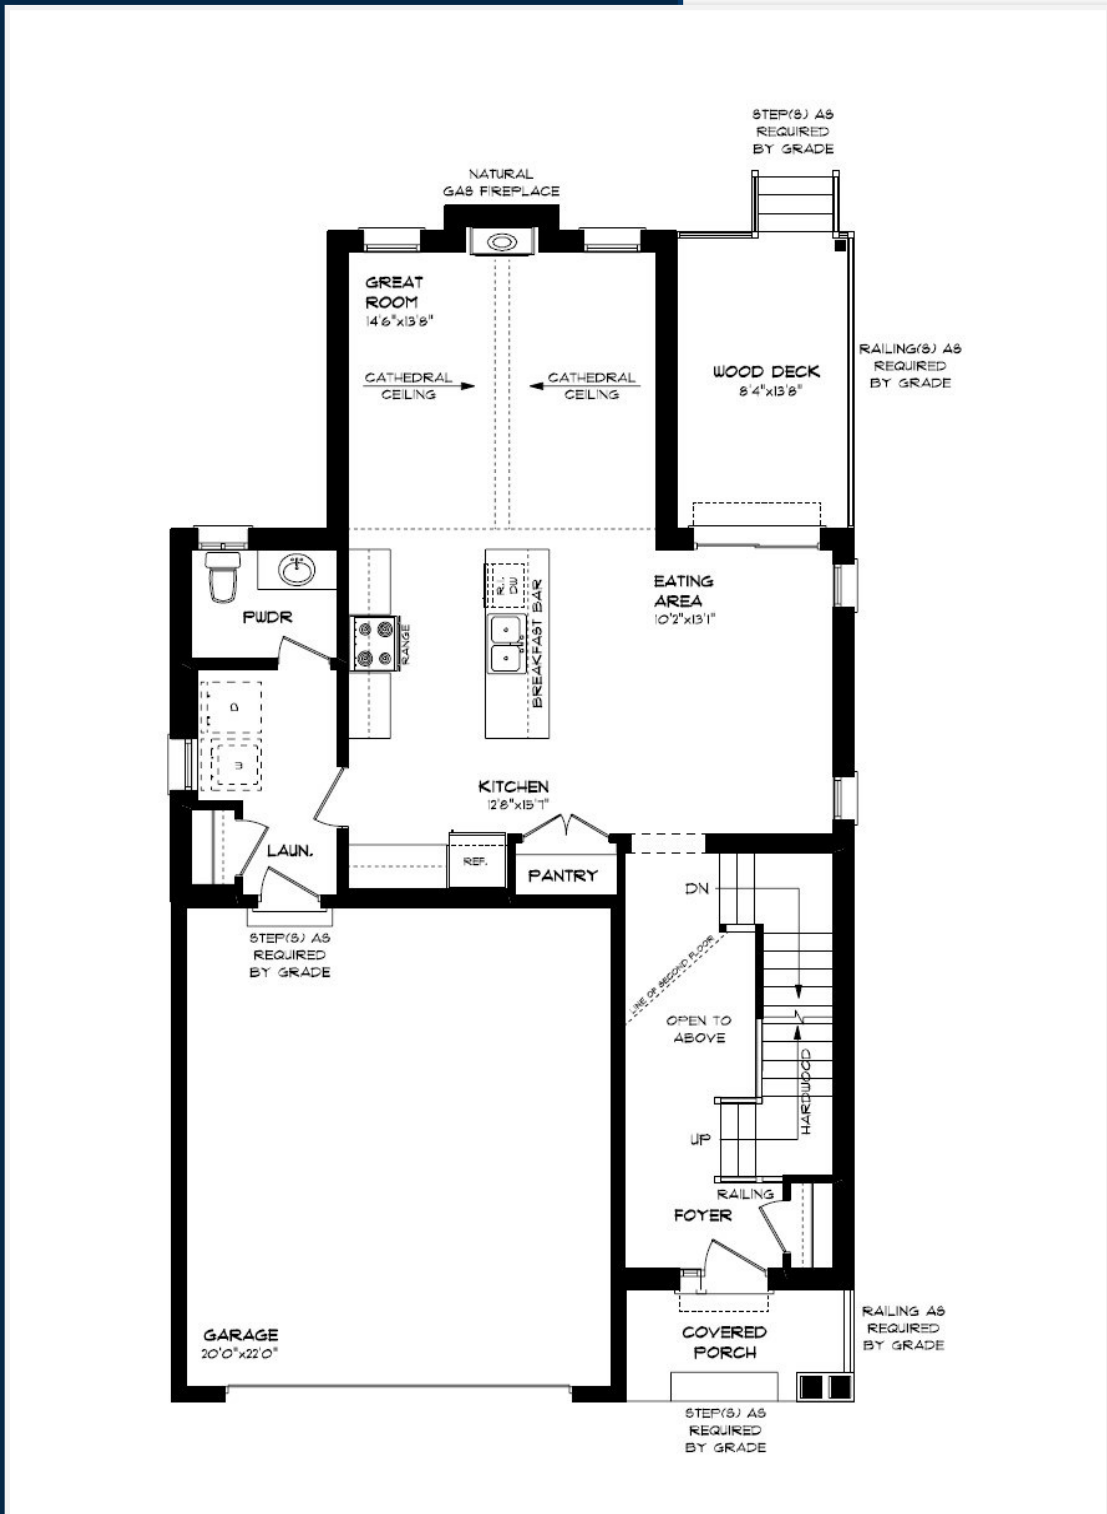 STEP(S) AS
REQUIRED
BY GRADE
NATURAL
GAS FIREPLACE
GREAT
ROOM
14'6"x13'8"
CATHEDRAL
CEILING
CATHEDRAL
CEILING
WOOD DECK
8'4"x13'8"
RAILING(S) AS
REQUIRED
BY GRADE
R.I.
DW
BREAKFAST BAR
EATING
AREA
10'2"x13'1"
PWDR
RANGE
D
W
KITCHEN
12'8"x15'7"
LAUN.
REF.
PANTRY
DN
STEP(S) AS
REQUIRED
BY GRADE
LINE OF SECOND FLOOR
OPEN TO
ABOVE
HARDWOOD
UP
RAILING
FOYER
GARAGE
20'0"x22'0"
COVERED
PORCH
RAILING AS
REQUIRED
BY GRADE
STEP(S) AS
REQUIRED
BY GRADE